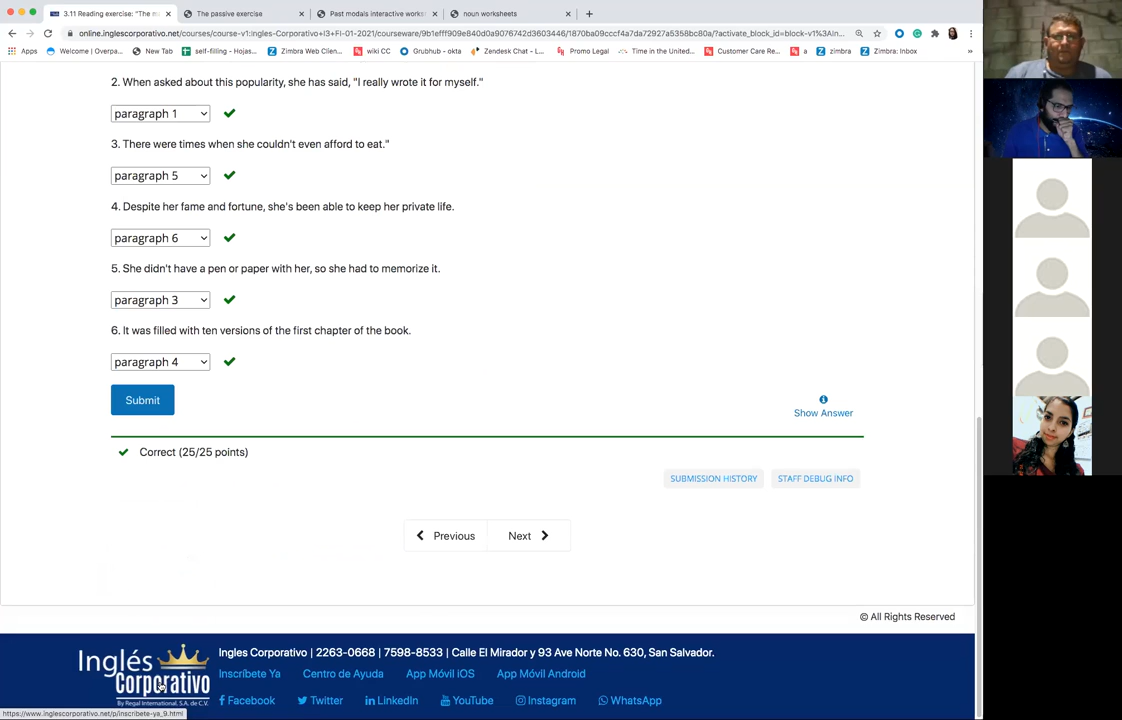 3.11 Reading exercise: "The m
The passive exercise
Past modals interactive works
noun worksheets
online.inglescorporativo.net/courses/course-v1:Ingles-Corporativo+I3+FI-01-2021/courseware/9b1efff909e840d0a9076742d3603446/1870ba09cccf4a7da72927a5358bc80a/?activate_block_id=block-v1%3AIn...
Apps
Welcome | Overpa...
New Tab
self-filling - Hojas...
Zimbra Web Clien...
wiki CC
Grubhub - okta
Zendesk Chat – L...
Promo Legal
Time in the United...
Customer Care Re...
a
zimbra
Zimbra: Inbox
»
2. When asked about this popularity, she has said, "I really wrote it for myself."
paragraph 1
3. There were times when she couldn't even afford to eat."
paragraph 5
4. Despite her fame and fortune, she's been able to keep her private life.
paragraph 6
5. She didn't have a pen or paper with her, so she had to memorize it.
paragraph 3
6. It was filled with ten versions of the first chapter of the book.
paragraph 4
Submit
Show Answer
Correct (25/25 points)
SUBMISSION HISTORY
STAFF DEBUG INFO
Previous
Next
© All Rights Reserved
Inglés Corporativo
by Regal International, S.A. de C.V.
Ingles Corporativo | 2263-0668 | 7598-8533 | Calle El Mirador y 93 Ave Norte No. 630, San Salvador.
Inscríbete Ya
Centro de Ayuda
App Móvil iOS
App Móvil Android
Facebook
Twitter
LinkedIn
YouTube
Instagram
WhatsApp
https://www.inglescorporativo.net/p/inscribete-ya_9.html